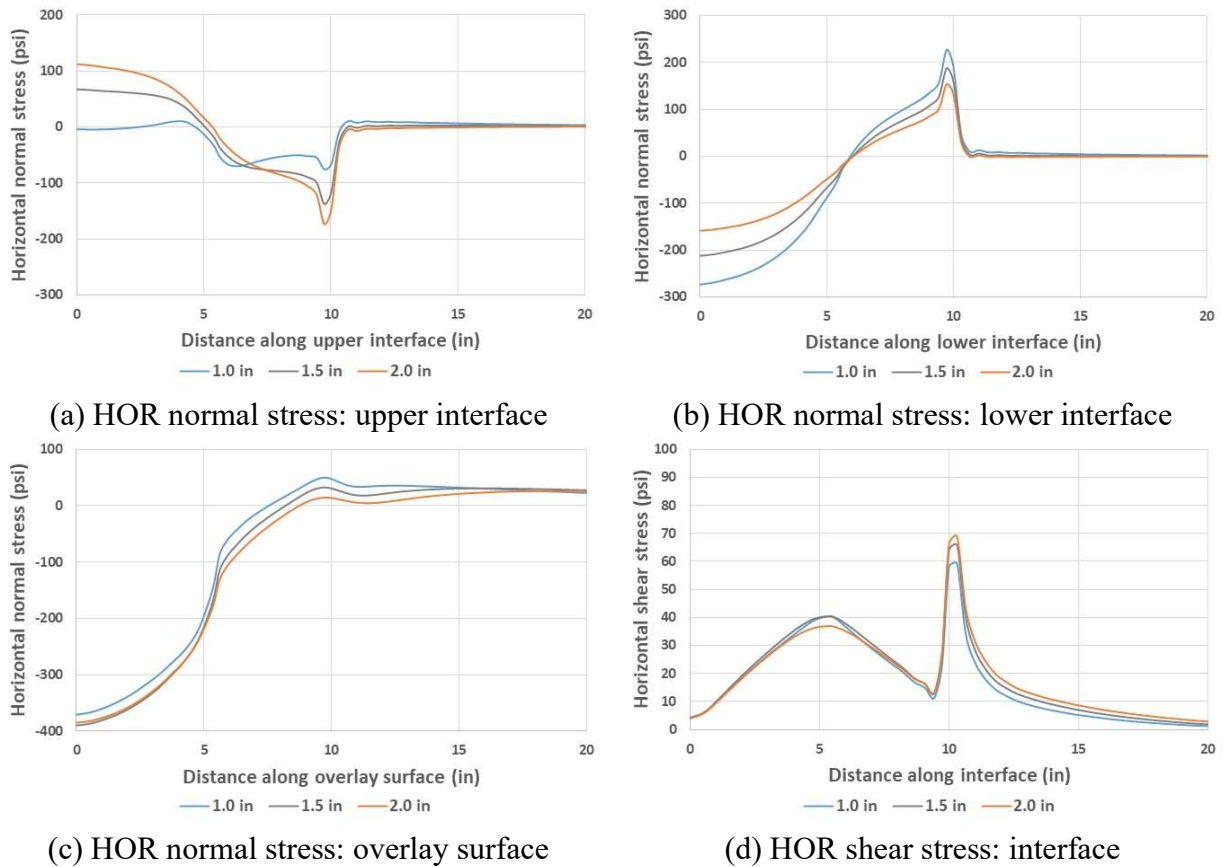 Horizontal normal stress (psi)
200
100
0
-100
-200
-300
0 5 10 15 20
Distance along upper interface (in)
1.0 in 1.5 in 2.0 in
(a) HOR normal stress: upper interface
Horizontal normal stress (psi)
300
200
100
0
-100
-200
-300
0 5 10 15 20
Distance along lower interface (in)
1.0 in 1.5 in 2.0 in
(b) HOR normal stress: lower interface
Horizontal normal stress (psi)
100
0
-100
-200
-300
-400
0 5 10 15 20
Distance along overlay surface (in)
1.0 in 1.5 in 2.0 in
(c) HOR normal stress: overlay surface
Horizontal shear stress (psi)
100
90
80
70
60
50
40
30
20
10
0
0 5 10 15 20
Distance along interface (in)
1.0 in 1.5 in 2.0 in
(d) HOR shear stress: interface